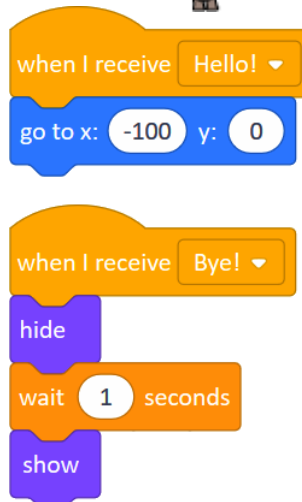 when I receive Hello!
go to x: -100 y: 0
when I receive Bye!
hide
wait 1 seconds
show